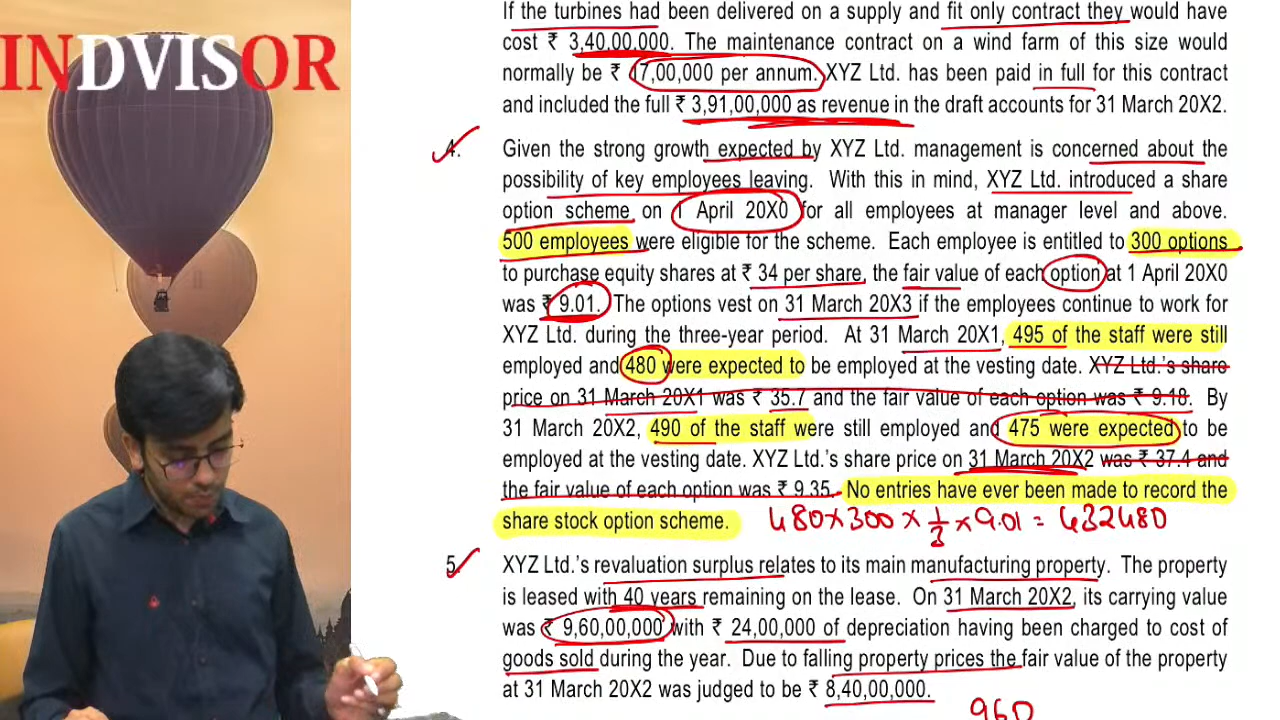 INDVISOR
If the turbines had been delivered on a supply and fit only contract they would have
cost ₹ 3,40,00,000. The maintenance contract on a wind farm of this size would
normally be ₹ 17,00,000 per annum. XYZ Ltd. has been paid in full for this contract
and included the full ₹ 3,91,00,000 as revenue in the draft accounts for 31 March 20X2.
4. Given the strong growth expected by XYZ Ltd. management is concerned about the
possibility of key employees leaving. With this in mind, XYZ Ltd. introduced a share
option scheme on 1 April 20X0 for all employees at manager level and above.
500 employees were eligible for the scheme. Each employee is entitled to 300 options
to purchase equity shares at ₹ 34 per share, the fair value of each option at 1 April 20X0
was ₹ 9.01. The options vest on 31 March 20X3 if the employees continue to work for
XYZ Ltd. during the three-year period. At 31 March 20X1, 495 of the staff were still
employed and 480 were expected to be employed at the vesting date. XYZ Ltd.'s share
price on 31 March 20X1 was ₹ 35.7 and the fair value of each option was ₹ 9.18. By
31 March 20X2, 490 of the staff were still employed and 475 were expected to be
employed at the vesting date. XYZ Ltd.'s share price on 31 March 20X2 was ₹ 37.4 and
the fair value of each option was ₹ 9.35. No entries have ever been made to record the
share stock option scheme. 480 x 300 x 1/3 x 9.01 = 432480
5. XYZ Ltd.'s revaluation surplus relates to its main manufacturing property. The property
is leased with 40 years remaining on the lease. On 31 March 20X2, its carrying value
was ₹ 9,60,00,000 with ₹ 24,00,000 of depreciation having been charged to cost of
goods sold during the year. Due to falling property prices the fair value of the property
at 31 March 20X2 was judged to be ₹ 8,40,00,000.
960